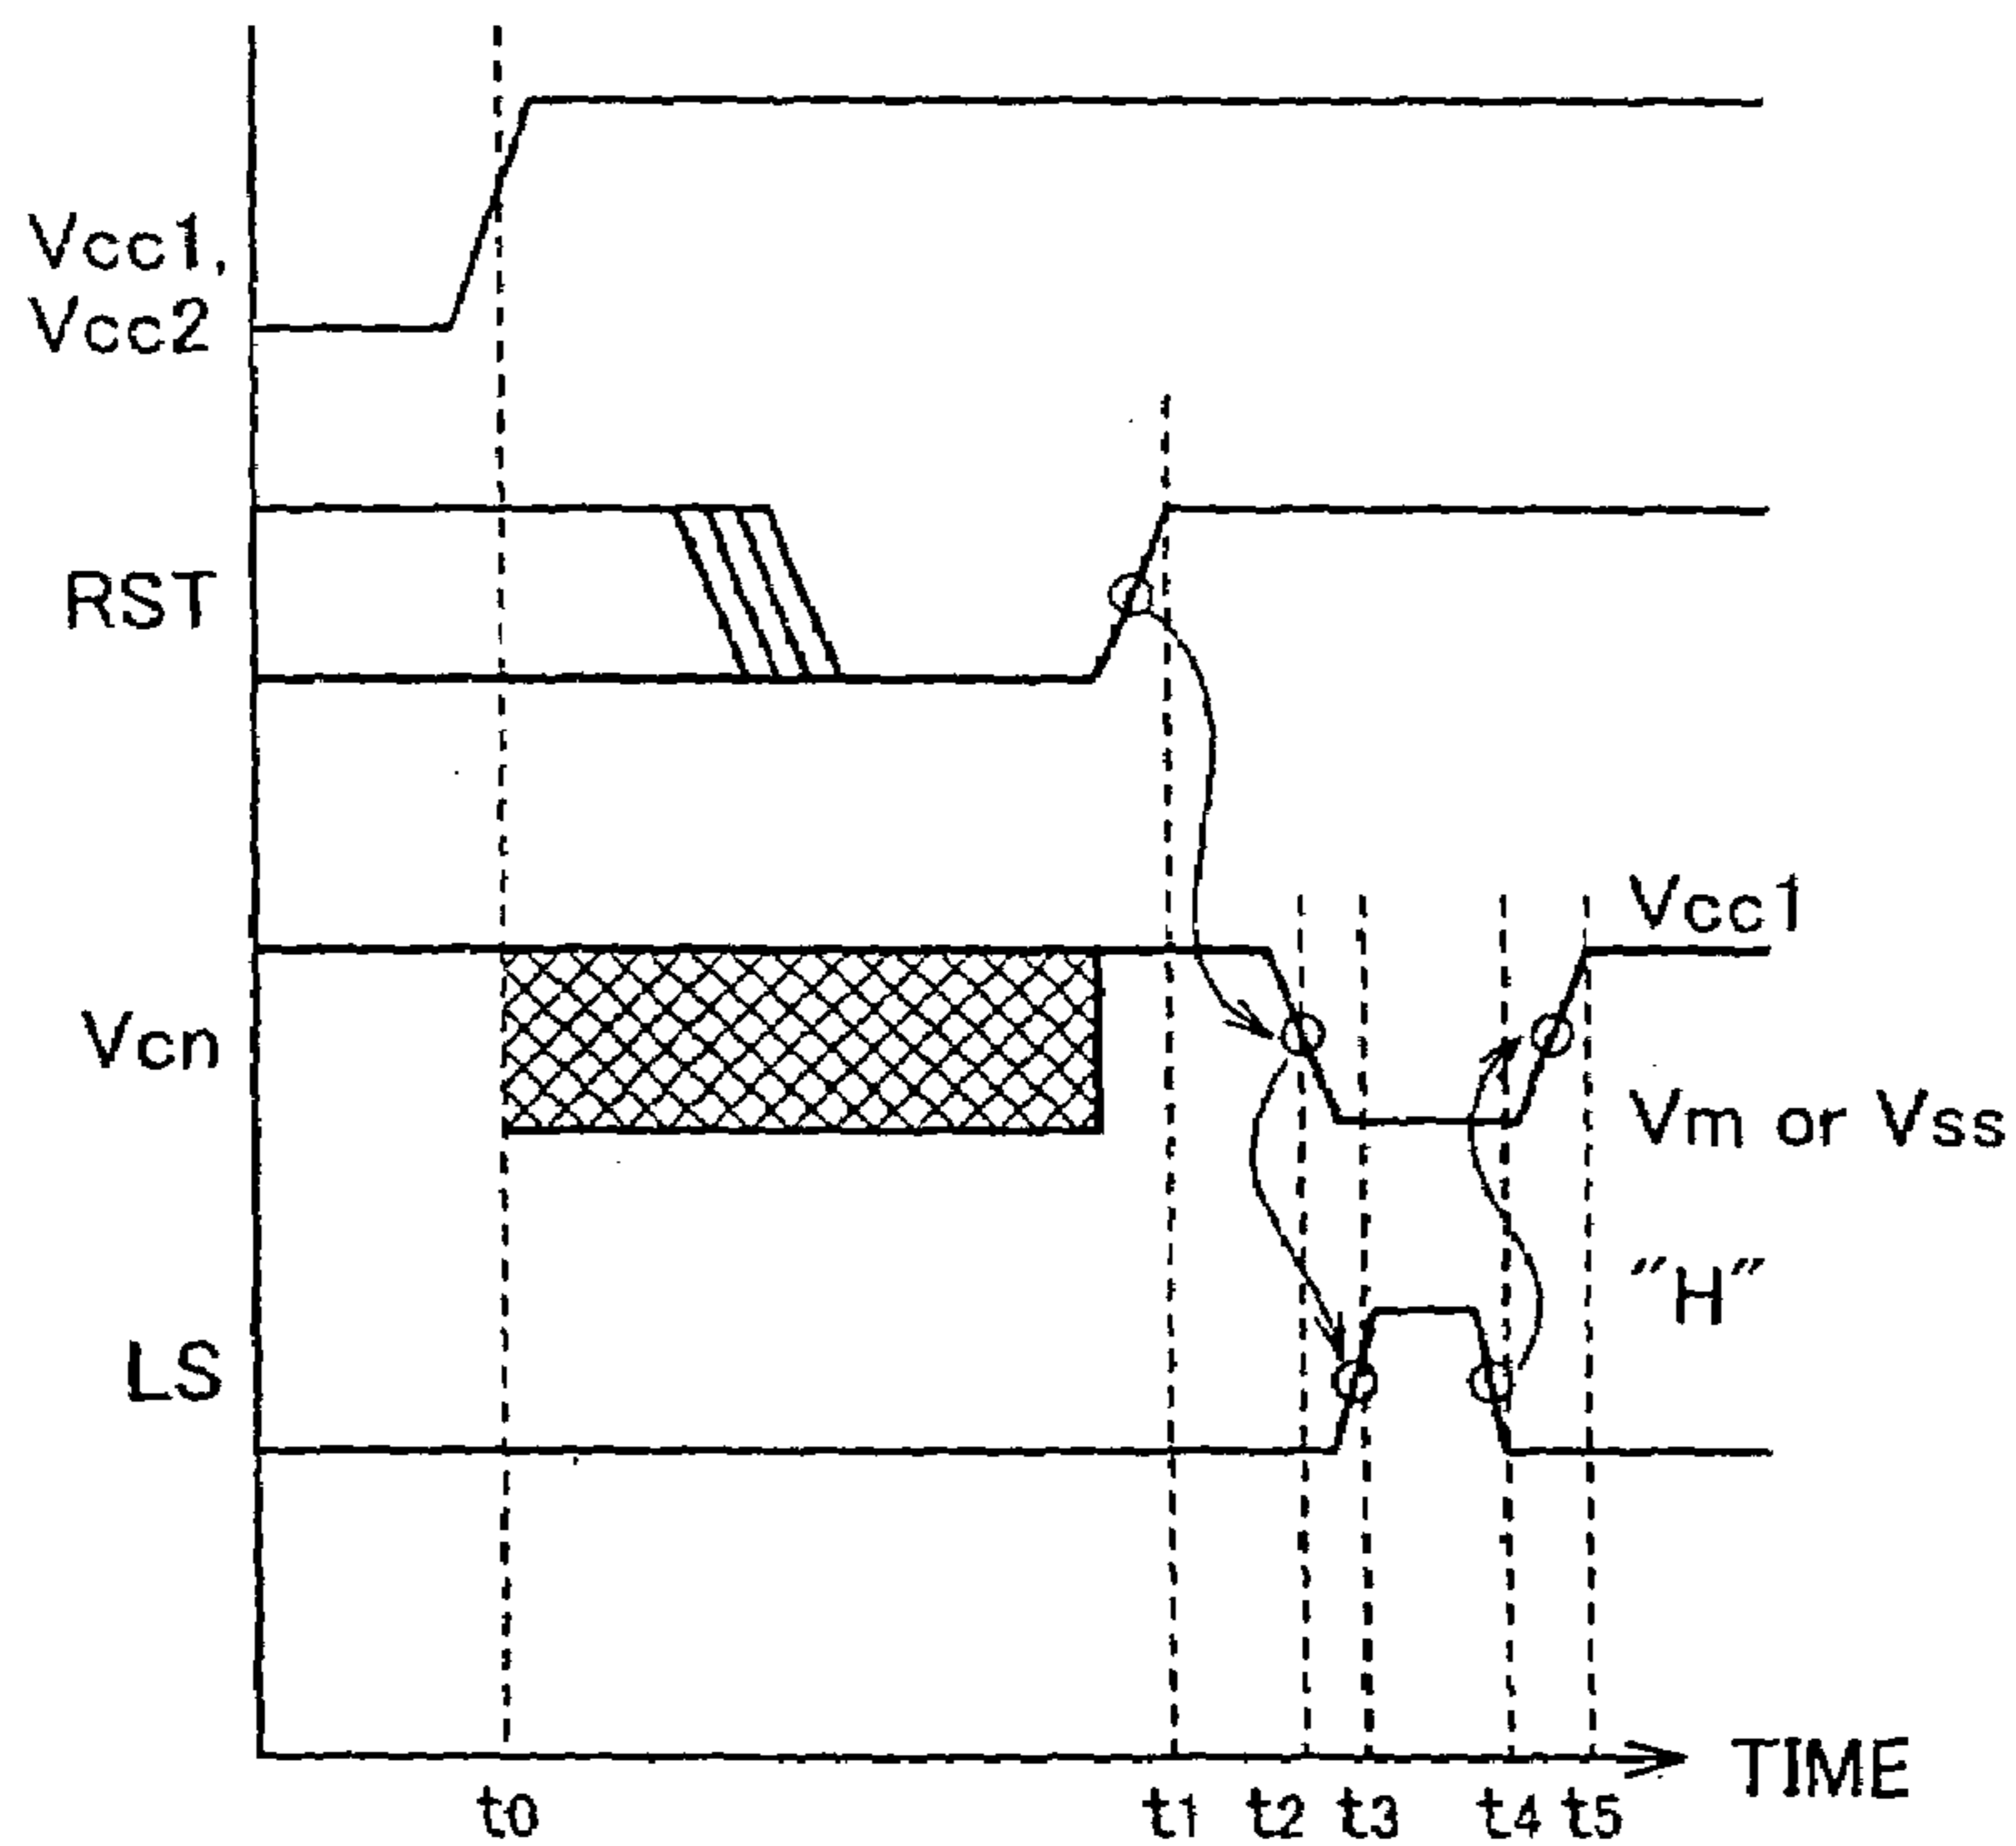 Vcc1,
Vcc2
RST
Vcc1
Vcn
Vm or Vss
"H"
LS
TIME
t0 t1 t2 t3 t4 t5